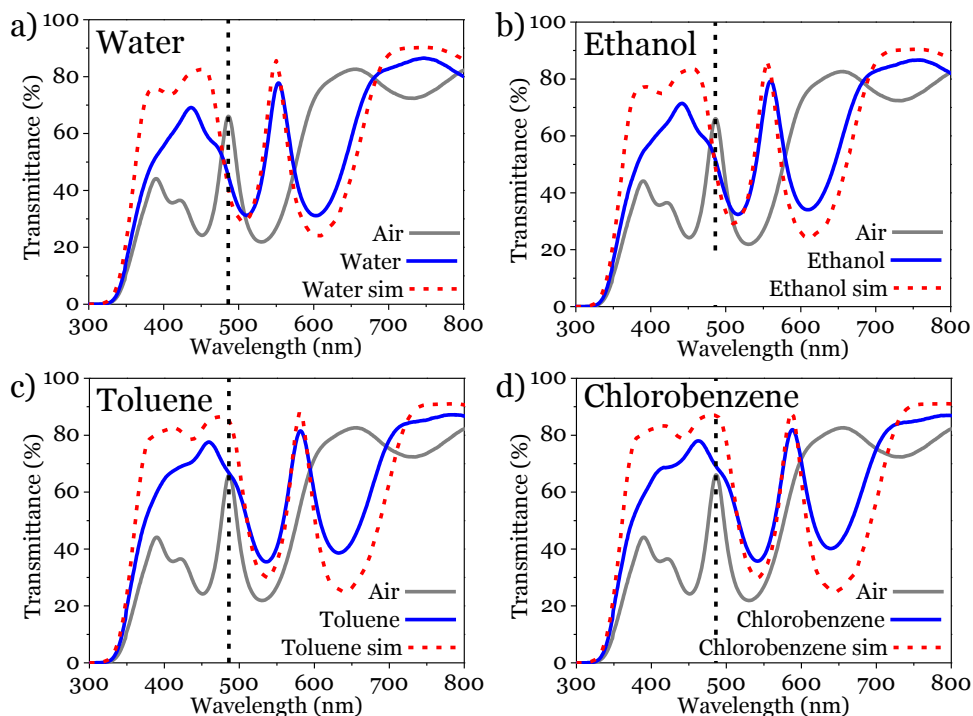 a)
Water
100
80
60
40
20
0
Transmittance (%)
Air
Water
Water sim
300 400 500 600 700 800
Wavelength (nm)
b)
Ethanol
100
80
60
40
20
0
Transmittance (%)
Air
Ethanol
Ethanol sim
300 400 500 600 700 800
Wavelength (nm)
c)
Toluene
100
80
60
40
20
0
Transmittance (%)
Air
Toluene
Toluene sim
300 400 500 600 700 800
Wavelength (nm)
d)
Chlorobenzene
100
80
60
40
20
0
Transmittance (%)
Air
Chlorobenzene
Chlorobenzene sim
300 400 500 600 700 800
Wavelength (nm)